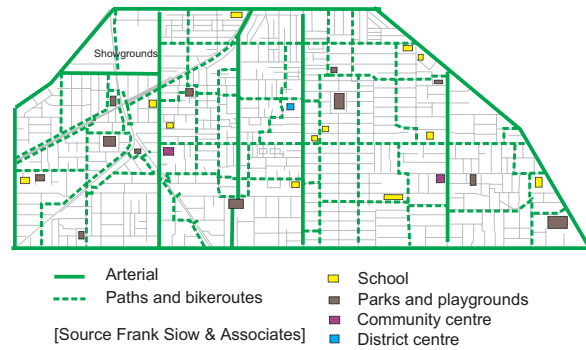 Showgrounds
Arterial
Paths and bikeroutes
[Source Frank Siow & Associates]
School
Parks and playgrounds
Community centre
District centre